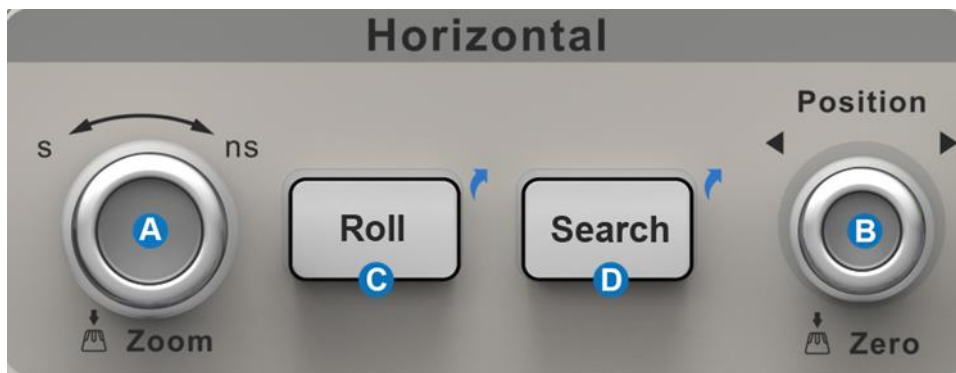 Horizontal
Position
s
ns
Roll
Search
A
B
C
D
Zoom
Zero